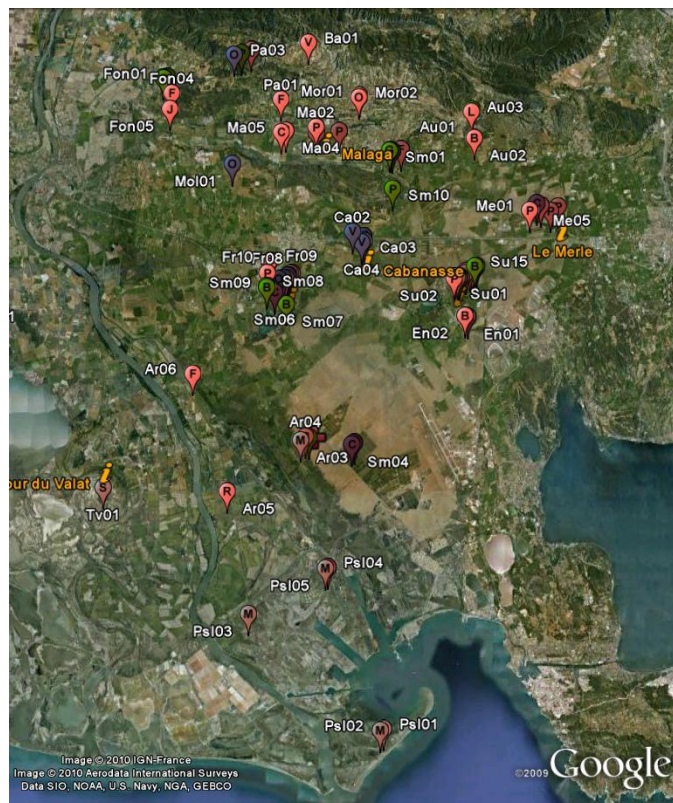 Ba01
Pa03
O
V
Fon01
Fon04
F
J
Fon05
Pa01
Mor01
Mor02
O
L
Au03
Ma02
Ma05
C
P
Au01
B
Au02
Ma04
Malaga
Sm01
Mol01
O
P
Sm10
Me01
P
Me05
Le Merle
Ca02
V
V
Ca03
Ca04
Cabanasse
Fr10
Fr08
Fr09
P
Sm09
B
Sm08
B
Su15
Su02
Su01
Sm06
Sm07
B
En02
En01
Ar06
F
Ar04
M
Ar03
C
Sm04
our du Valat
S
Tv01
R
Ar05
Psl04
M
Psl05
Psl03
M
Psl02
M
Psl01
Image © 2010 IGN-France
Image © 2010 Aerodata International Surveys
Data SIO, NOAA, U.S. Navy, NGA, GEBCO
©2009 Google